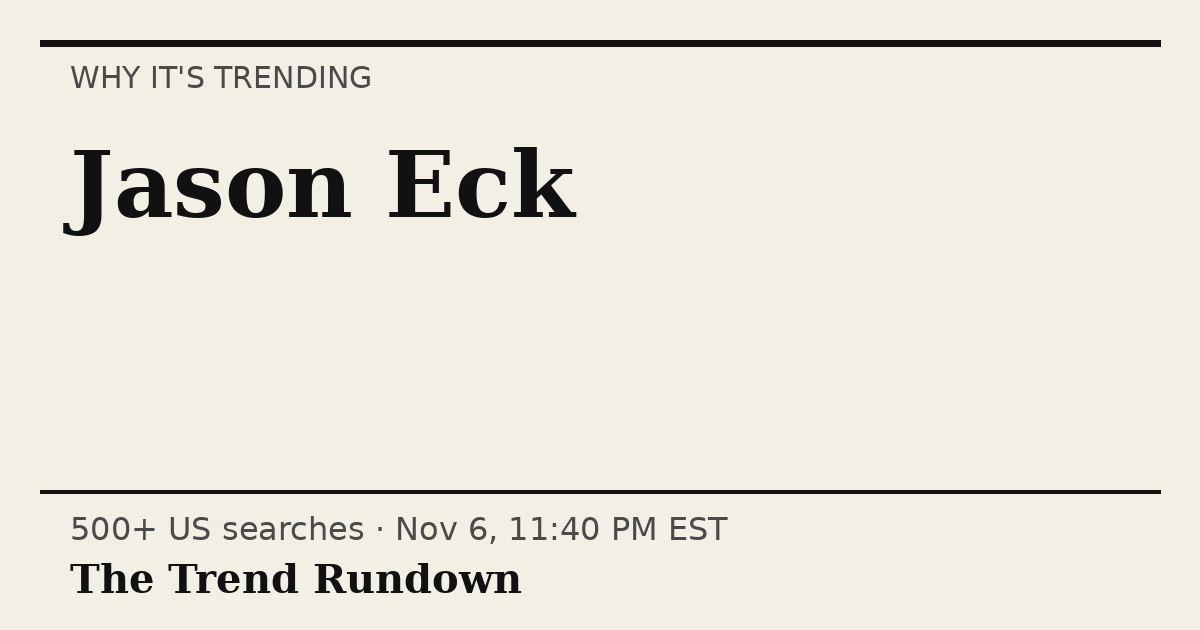 WHY IT'S TRENDING
Jason Eck
500+ US searches · Nov 6, 11:40 PM EST
The Trend Rundown